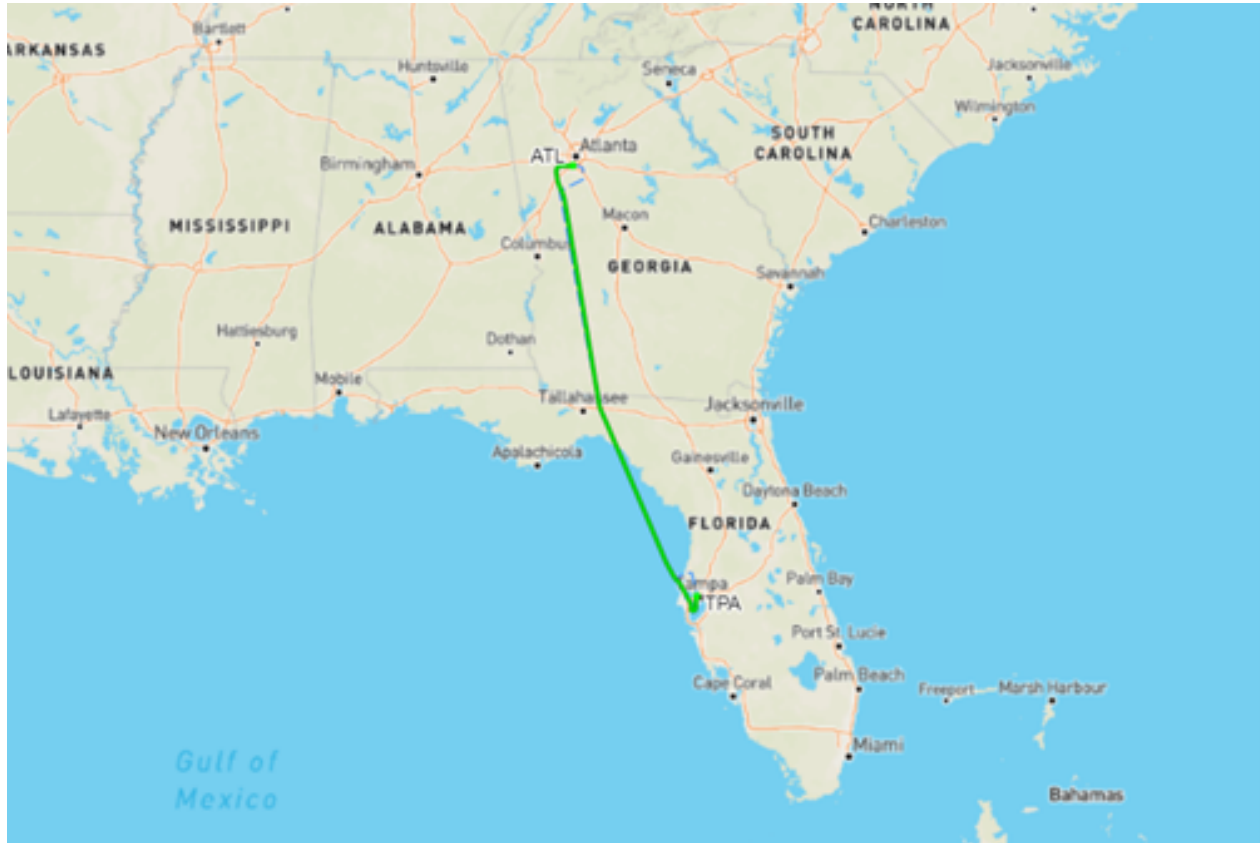 NORTH
CAROLINA
Bartlett
ARKANSAS
Huntsville
Seneca
Jacksonville
Wilmington
SOUTH
CAROLINA
ATL
Atlanta
Birmingham
Macon
MISSISSIPPI
ALABAMA
Columbus
Charleston
GEORGIA
Savannah
Hattiesburg
Dothan
LOUISIANA
Mobile
Tallahassee
Jacksonville
Lafayette
New Orleans
Apalachicola
Gainesville
Daytona Beach
FLORIDA
Tampa
TPA
Palm Bay
Port St. Lucie
Cape Coral
Palm Beach
Freeport
Marsh Harbour
Miami
Gulf of
Mexico
Bahamas